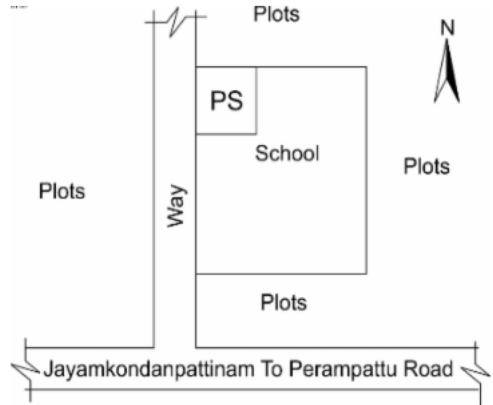 Plots
N
PS
School
Plots
Plots
Way
Plots
Jayamkondanpattinam To Perampattu Road